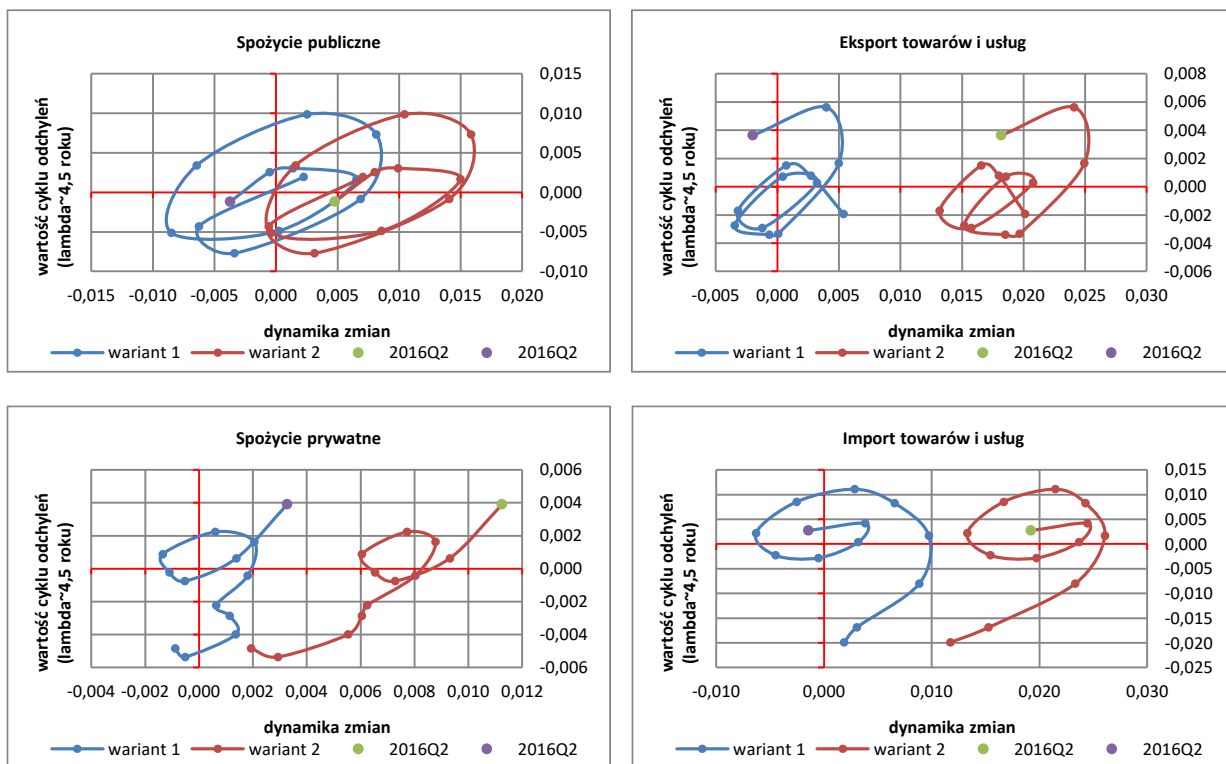 Spożycie publiczne
wartość cyklu odchyleń
(lambda~4,5 roku)
0,015
0,010
0,005
0,000
-0,005
-0,010
-0,015 -0,010 -0,005 0,000 0,005 0,010 0,015 0,020
dynamika zmian
wariant 1 wariant 2 2016Q2 2016Q2
Eksport towarów i usług
wartość cyklu odchyleń
(lambda~4,5 roku)
0,008
0,006
0,004
0,002
0,000
-0,002
-0,004
-0,006
-0,005 0,000 0,005 0,010 0,015 0,020 0,025 0,030
dynamika zmian
wariant 1 wariant 2 2016Q2 2016Q2
Spożycie prywatne
wartość cyklu odchyleń
(lambda~4,5 roku)
0,006
0,004
0,002
0,000
-0,002
-0,004
-0,006
-0,004 -0,002 0,000 0,002 0,004 0,006 0,008 0,010 0,012
dynamika zmian
wariant 1 wariant 2 2016Q2 2016Q2
Import towarów i usług
wartość cyklu odchyleń
(lambda~4,5 roku)
0,015
0,010
0,005
0,000
-0,005
-0,010
-0,015
-0,020
-0,025
-0,010 0,000 0,010 0,020 0,030
dynamika zmian
wariant 1 wariant 2 2016Q2 2016Q2